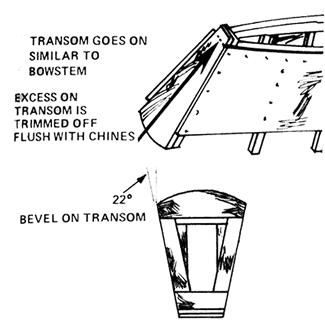 TRANSOM GOES ON
SIMILAR TO
BOWSTEM
EXCESS ON
TRANSOM IS
TRIMMED OFF
FLUSH WITH CHINES
22°
BEVEL ON TRANSOM